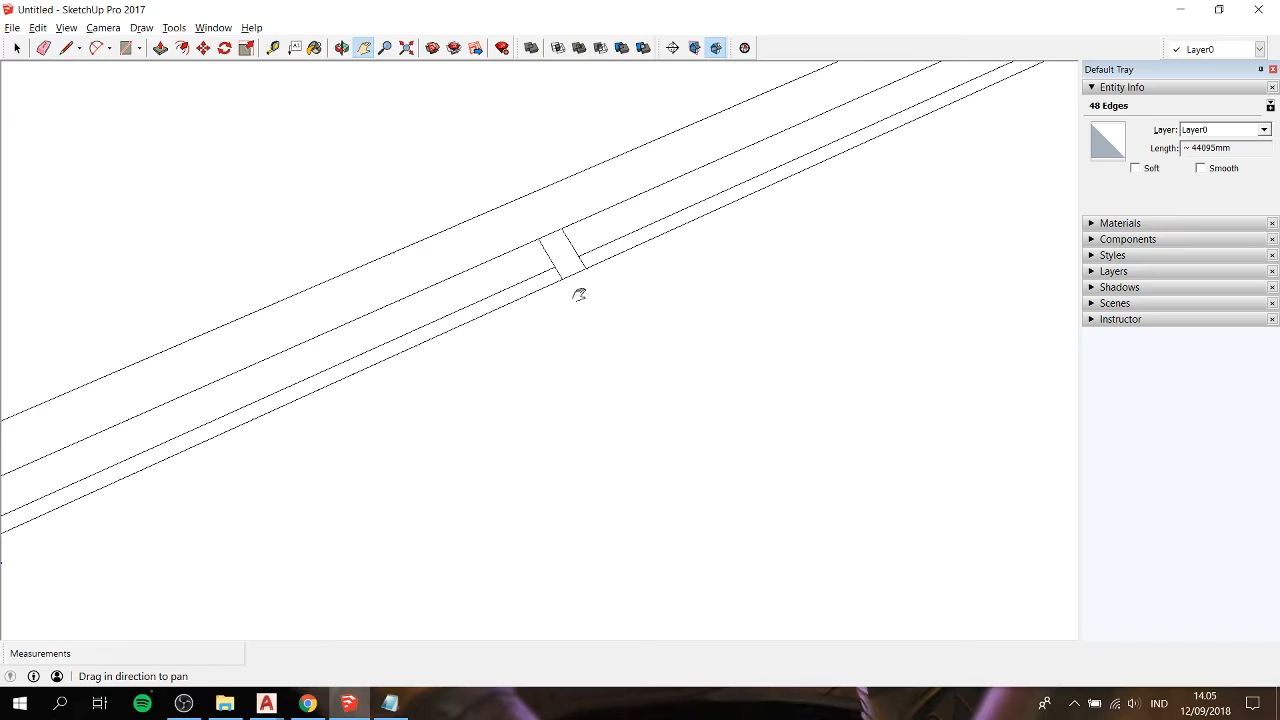 Untitled - SketchUp Pro 2017
File Edit View Camera Draw Tools Window Help
Layer0
Default Tray
Entity Info
48 Edges
Layer: Layer0
Length: ~ 44095mm
Soft Smooth
Materials
Components
Styles
Layers
Shadows
Scenes
Instructor
Measurements
Drag in direction to pan
IND
14.05
12/09/2018